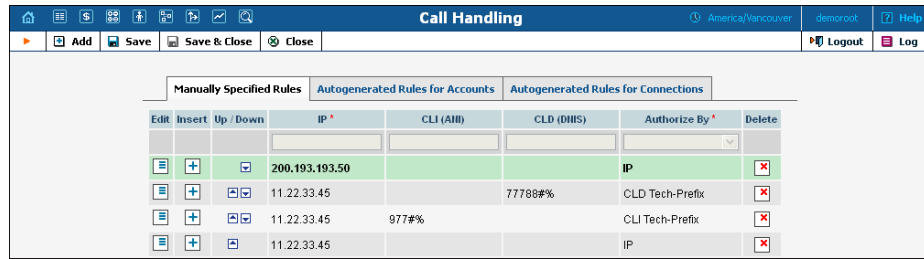 Call Handling America/Vancouver demoroot ? Help
Add Save Save & Close Close Logout Log
Manually Specified Rules Autogenerated Rules for Accounts Autogenerated Rules for Connections
Edit Insert Up / Down IP * CLI (ANI) CLD (DNIS) Authorize By * Delete
200.193.193.50 IP
11.22.33.45 77788#% CLD Tech-Prefix
11.22.33.45 977#% CLI Tech-Prefix
11.22.33.45 IP